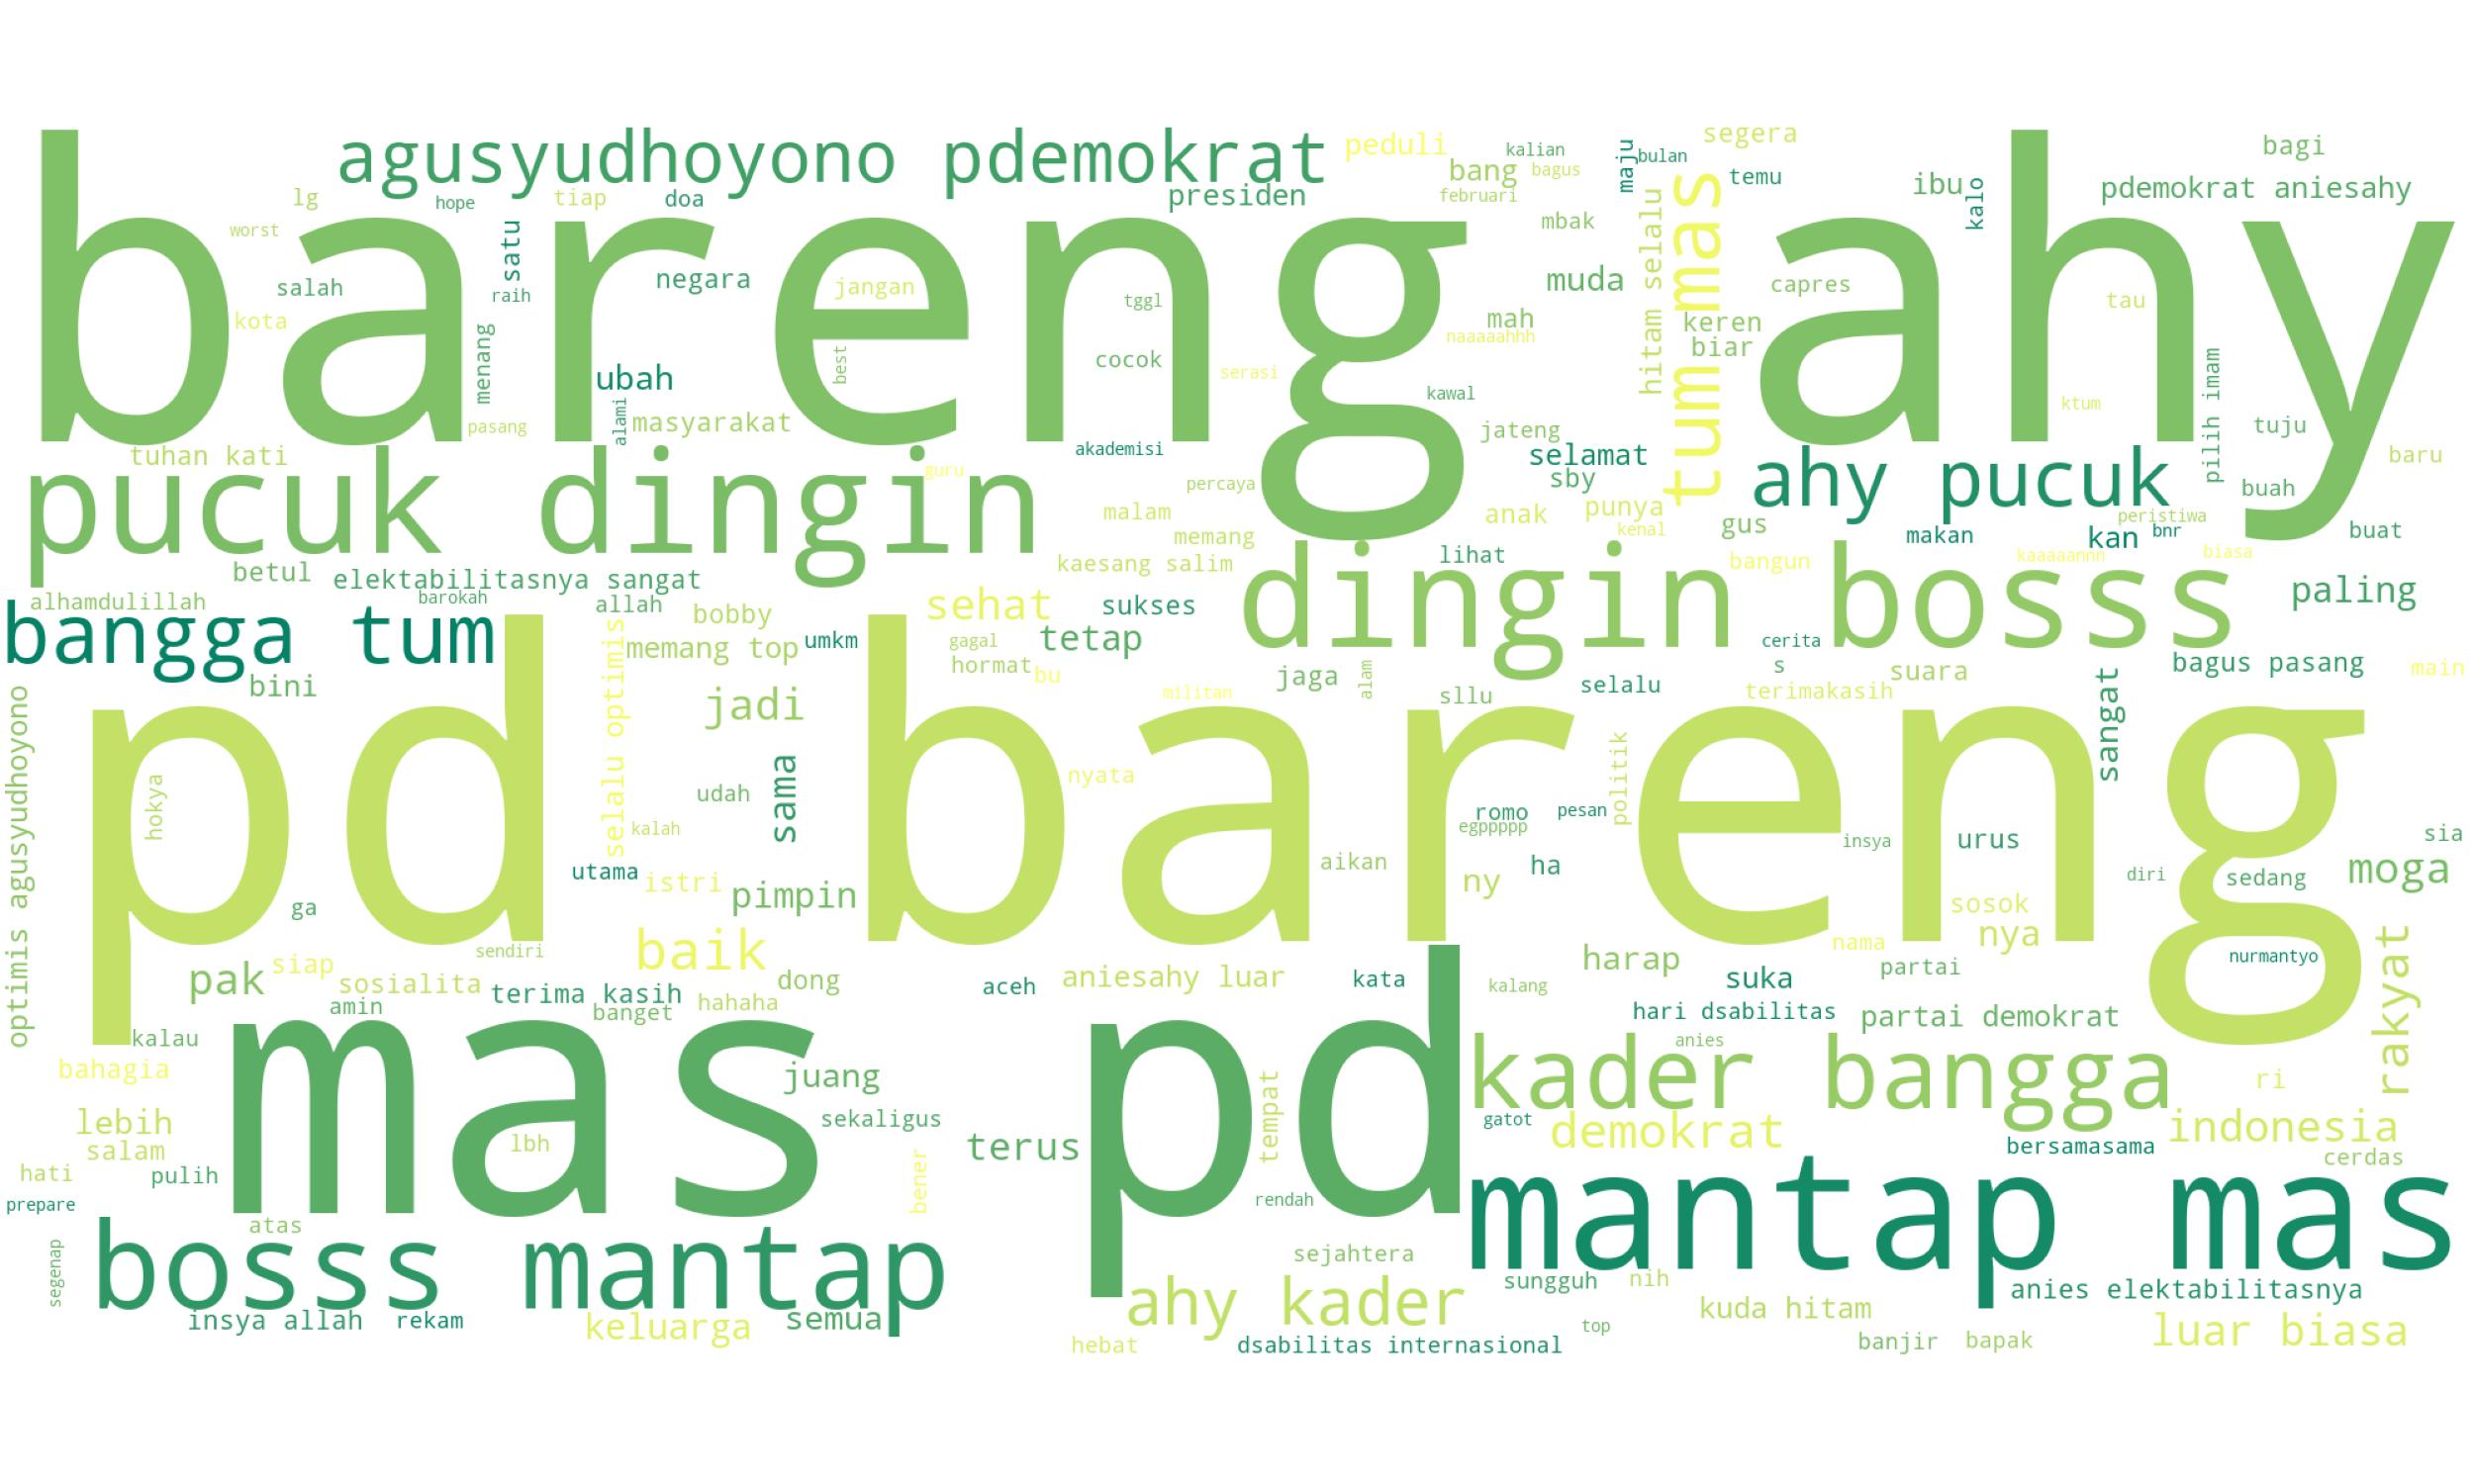 agusyudhoyono pdemokrat
peduli
kalian
maju
bulan
segera
bagi
bang
bagus
lg
hope
tiap
doa
presiden
februari
temu
ibu
kalo
pdemokrat aniesahy
bareng
ahy
worst
satu
mbak
hitam selalu
tum mas
salah
raih
negara
jangan
tggl
muda
capres
tau
kota
menang
best
cocok
mah
naaaaahhh
keren
biar
ubah
serasi
kawal
ktum
pilih imam
pasang
alami
masyarakat
akademisi
jateng
tuju
tuhan kati
selamat
baru
pucuk dingin
guru
percaya
sby
ahy pucuk
buah
malam
anak
punya
kenal
gus
peristiwa
memang
makan
kan
bnr
buat
betul
elektabilitasnya sangat
kaesang salim
lihat
bangun
kaaaaannn
biasa
alhamdulillah
barokah
allah
bobby
sehat
sukses
dingin bosss
paling
bangga tum
selalu optimis
memang top
umkm
gagal
tetap
cerita
bini
hormat
bu
jaga
alam
s
suara
bagus pasang
main
optimis agusyudhoyono
jadi
militan
sllu
selalu
terimakasih
sangat
pd bareng
hokya
udah
sama
nyata
politik
kalah
romo
pesan
egppppp
insya
urus
sia
utama
istri
pimpin
aikan
ny
ha
diri
sedang
moga
ga
sosok
sendiri
baik
nama
nya
rakyat
pak
siap
sosialita
terima kasih
dong
aceh
aniesahy luar
kata
kalang
harap
suka
partai
nurmantyo
amin
banget
hahaha
hari dsabilitas
partai demokrat
kalau
mas
pd
anies
kader bangga
bahagia
juang
tempat
ri
lebih
salam
lbh
sekaligus
terus
gatot
demokrat
indonesia
bersamasama
cerdas
hati
pulih
bener
prepare
rendah
mantap mas
atas
bosss mantap
segenap
sejahtera
sungguh
nih
anies elektabilitasnya
ahy kader
insya allah
rekam
keluarga
semua
kuda hitam
top
hebat
dsabilitas internasional
banjir
bapak
luar biasa